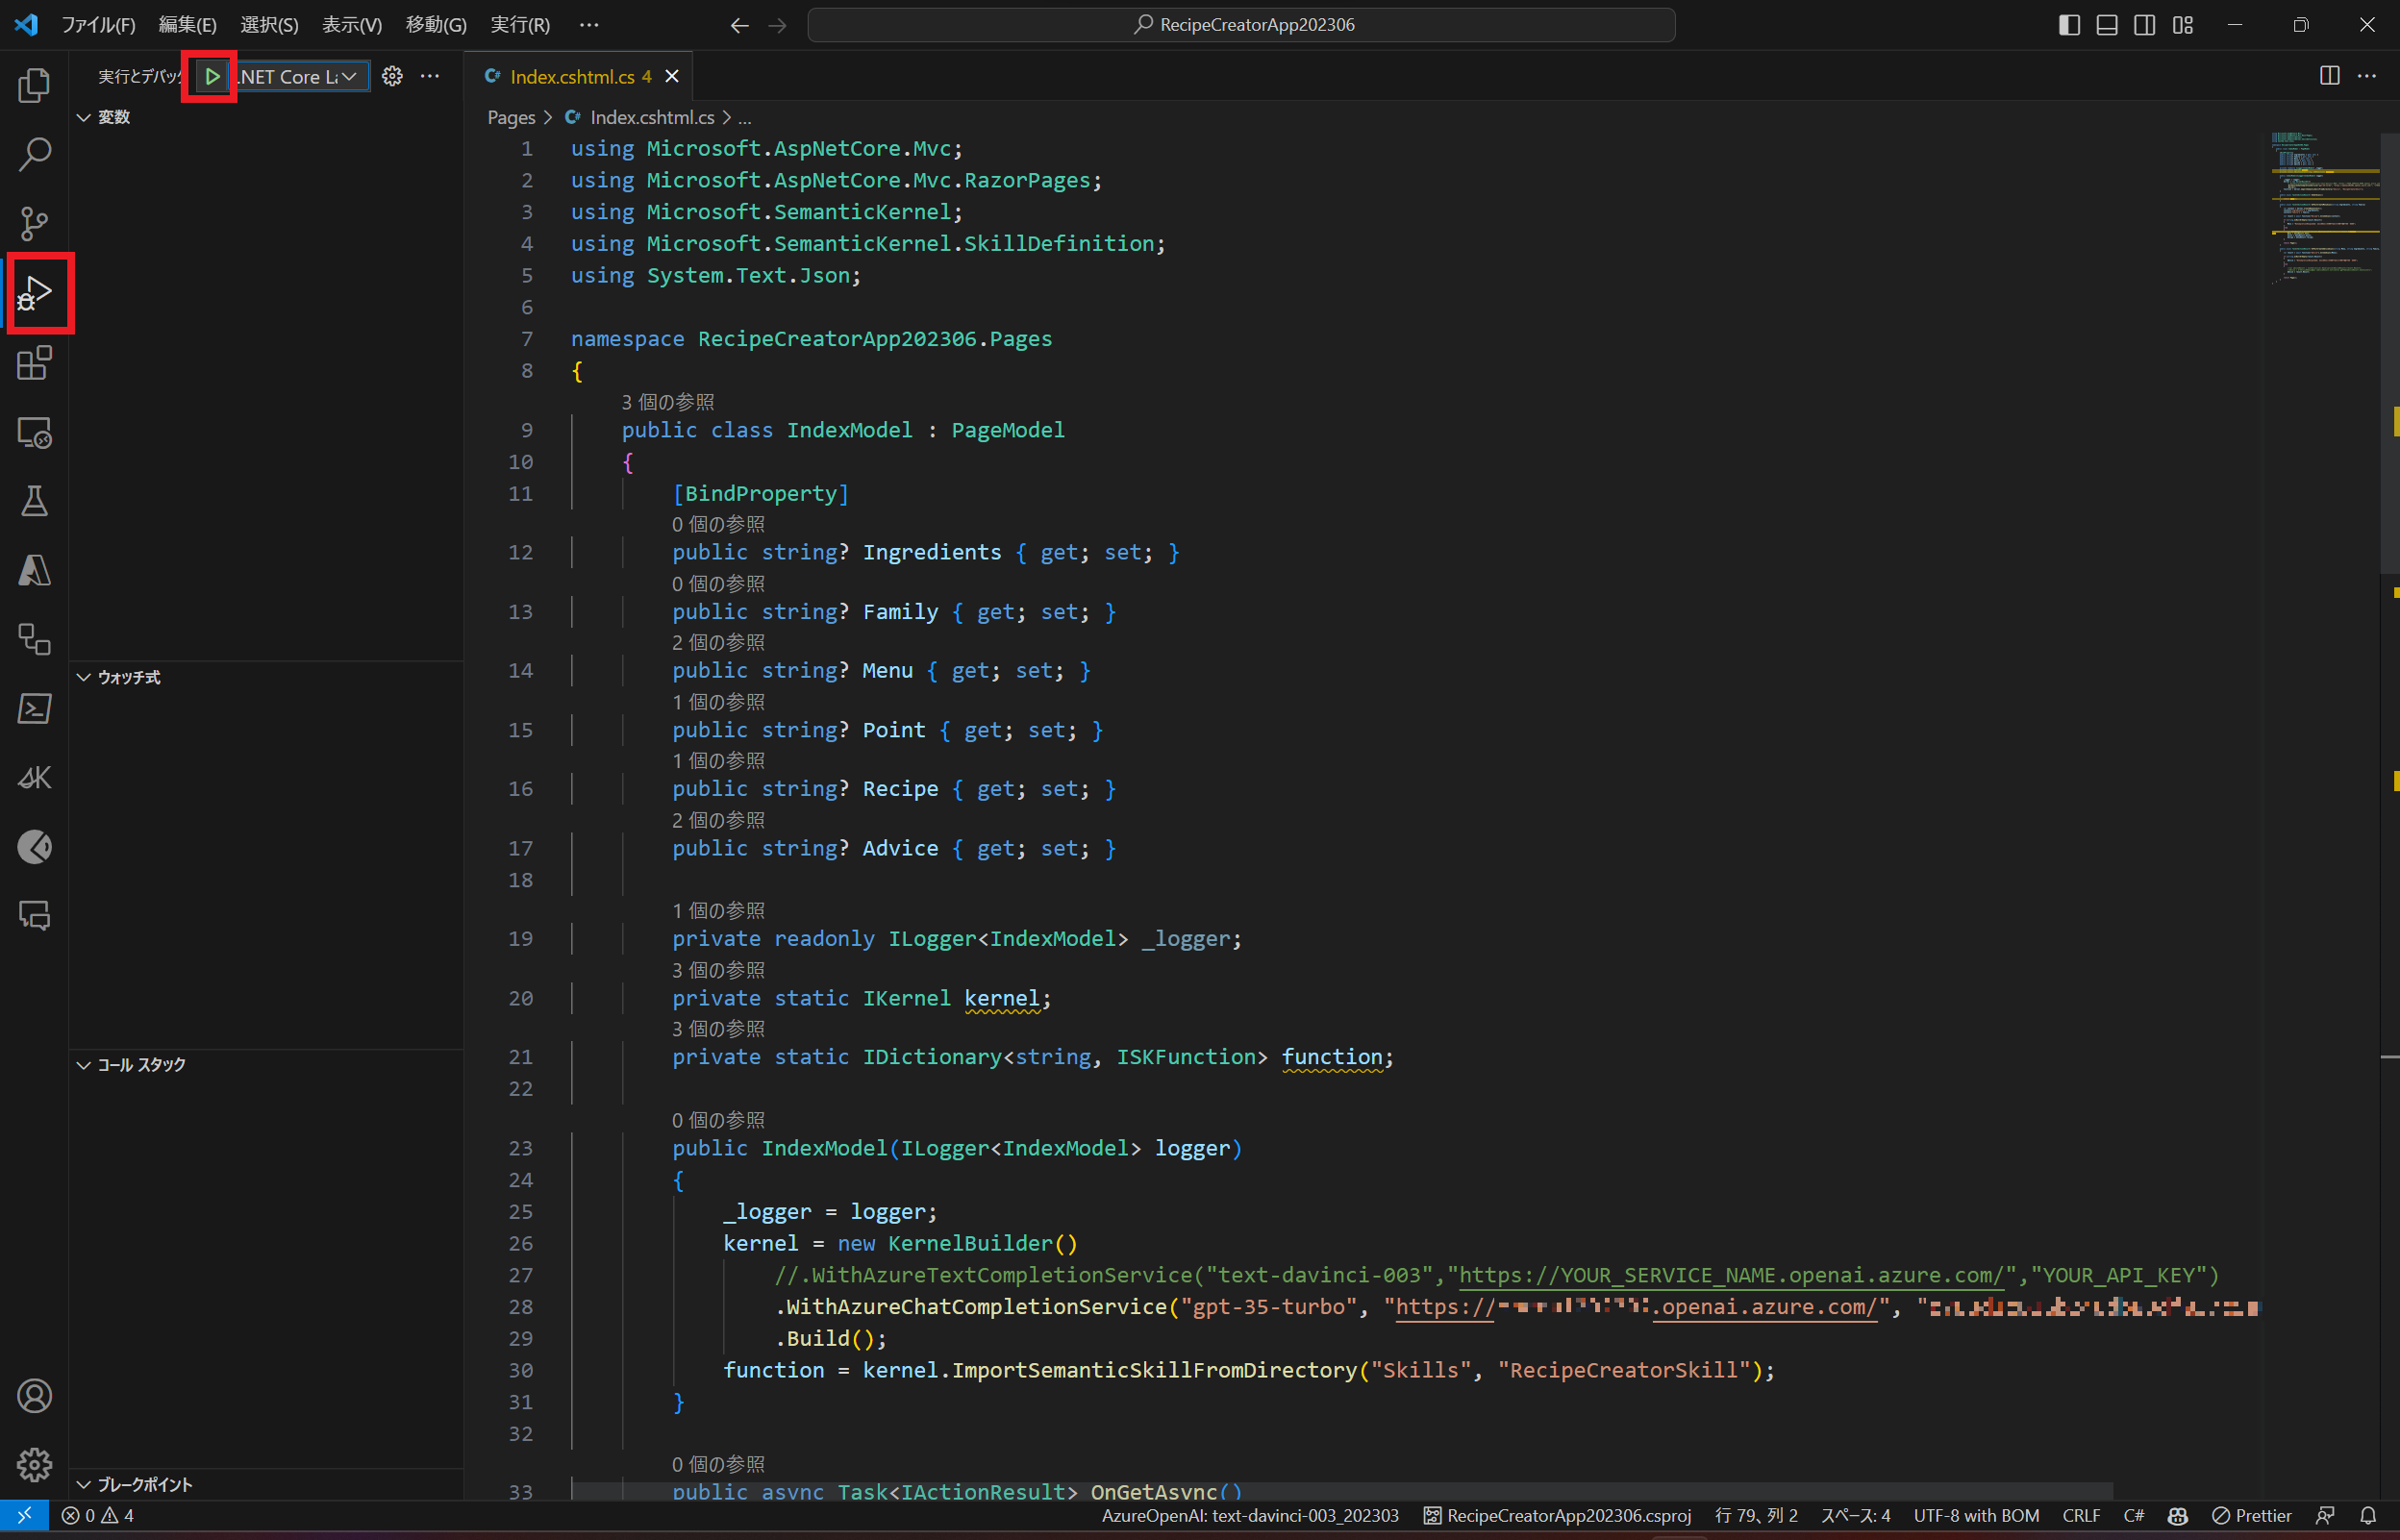 ファイル(F) 編集(E) 選択(S) 表示(V) 移動(G) 実行(R) … RecipeCreatorApp202306
実行とデバッグ .NET Core La
Index.cshtml.cs 4
変数
Pages > Index.cshtml.cs > ...
1 using Microsoft.AspNetCore.Mvc;
2 using Microsoft.AspNetCore.Mvc.RazorPages;
3 using Microsoft.SemanticKernel;
4 using Microsoft.SemanticKernel.SkillDefinition;
5 using System.Text.Json;
6
7 namespace RecipeCreatorApp202306.Pages
8 {
3 個の参照
9 public class IndexModel : PageModel
10 {
11 [BindProperty]
0 個の参照
12 public string? Ingredients { get; set; }
0 個の参照
13 public string? Family { get; set; }
2 個の参照
14 public string? Menu { get; set; }
1 個の参照
15 public string? Point { get; set; }
1 個の参照
16 public string? Recipe { get; set; }
2 個の参照
17 public string? Advice { get; set; }
18
1 個の参照
19 private readonly ILogger<IndexModel> _logger;
3 個の参照
20 private static IKernel kernel;
3 個の参照
21 private static IDictionary<string, ISKFunction> function;
22
0 個の参照
23 public IndexModel(ILogger<IndexModel> logger)
24 {
25 _logger = logger;
26 kernel = new KernelBuilder()
27 //.WithAzureTextCompletionService("text-davinci-003","https://YOUR_SERVICE_NAME.openai.azure.com/","YOUR_API_KEY")
28 .WithAzureChatCompletionService("gpt-35-turbo", "https:// .openai.azure.com/", "
29 .Build();
30 function = kernel.ImportSemanticSkillFromDirectory("Skills", "RecipeCreatorSkill");
31 }
32
0 個の参照
33 public async Task<IActionResult> OnGetAsync()
ウォッチ式
コール スタック
ブレークポイント
0 4 AzureOpenAI: text-davinci-003_202303 RecipeCreatorApp202306.csproj 行 79、列 2 スペース: 4 UTF-8 with BOM CRLF C# Prettier